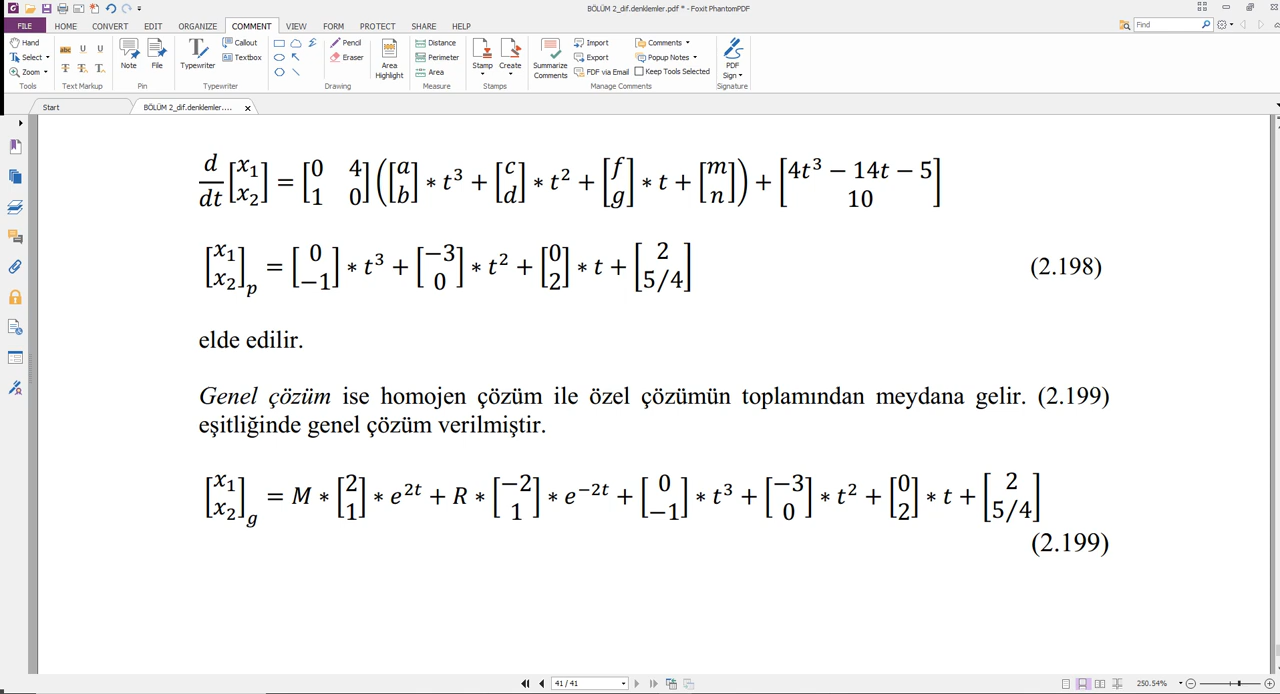 BÖLÜM 2_dif.denklemler.pdf * - Foxit PhantomPDF
FILE HOME CONVERT EDIT ORGANIZE COMMENT VIEW FORM PROTECT SHARE HELP Find
Hand Select Zoom Tools
abc U U T T T Text Markup
Note File Pin
Typewriter Callout Textbox Typewriter
Pencil Eraser Drawing
Area Highlight
Distance Perimeter Area Measure
Stamp Create Stamps
Summarize Comments Import Export FDF via Email Comments Popup Notes Keep Tools Selected Manage Comments
PDF Sign Signature
Start BÖLÜM 2_dif.denklemler.... x
d/dt [x₁ x₂] = [0 4 1 0] ([a b] * t³ + [c d] * t² + [f g] * t + [m n]) + [4t³ − 14t − 5 10]
[x₁ x₂]p = [0 −1] * t³ + [−3 0] * t² + [0 2] * t + [2 5/4] (2.198)
elde edilir.
Genel çözüm ise homojen çözüm ile özel çözümün toplamından meydana gelir. (2.199)
eşitliğinde genel çözüm verilmiştir.
[x₁ x₂]g = M * [2 1] * e²ᵗ + R * [−2 1] * e⁻²ᵗ + [0 −1] * t³ + [−3 0] * t² + [0 2] * t + [2 5/4]
(2.199)
41 / 41 250.54%